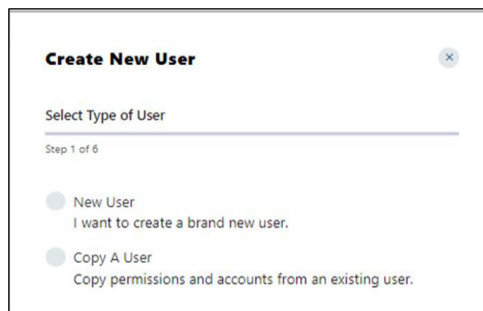 Create New User
Select Type of User
Step 1 of 6
New User
I want to create a brand new user.
Copy A User
Copy permissions and accounts from an existing user.